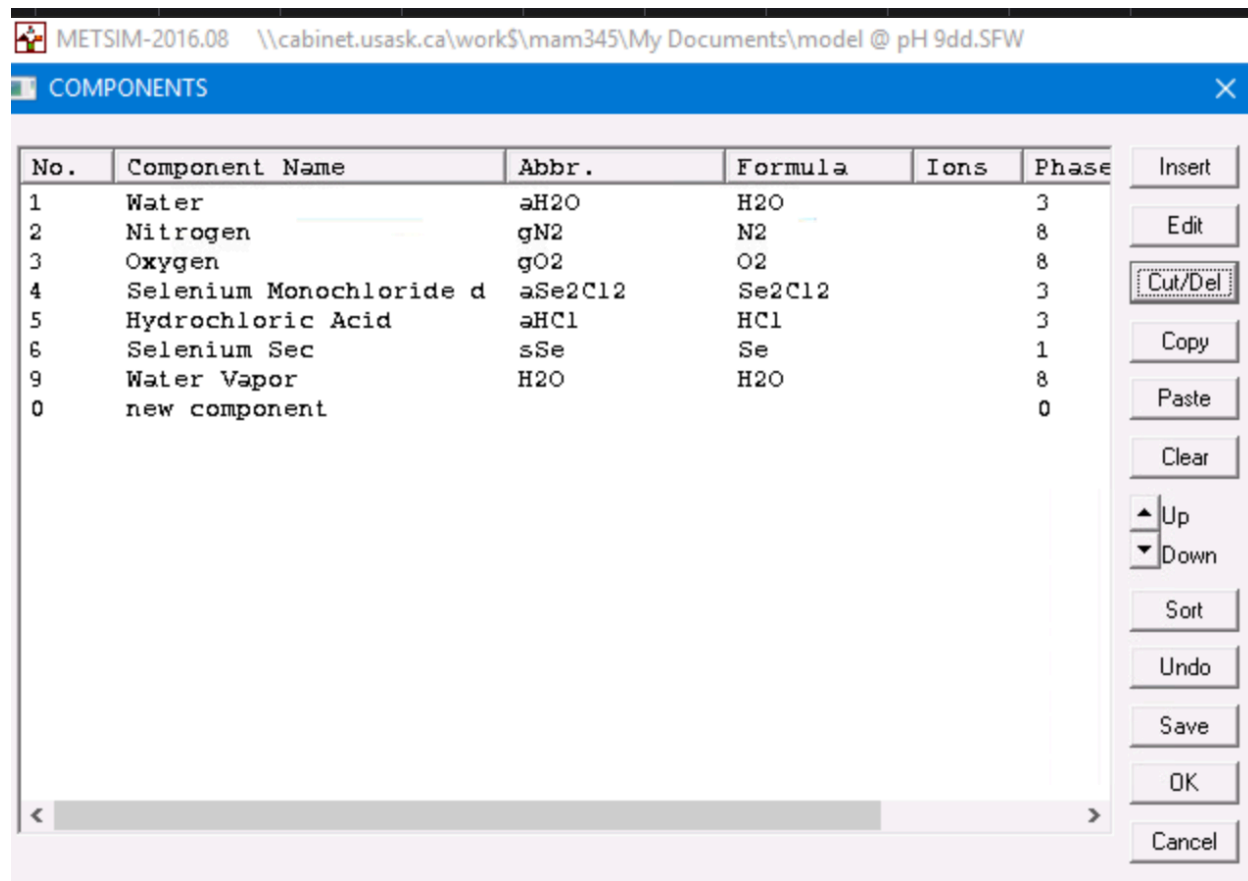 METSIM-2016.08 \\cabinet.usask.ca\work$\mam345\My Documents\model @ pH 9dd.SFW
COMPONENTS
No. Component Name Abbr. Formula Ions Phase
1 Water aH2O H2O 3
2 Nitrogen gN2 N2 8
3 Oxygen gO2 O2 8
4 Selenium Monochloride d aSe2Cl2 Se2Cl2 3
5 Hydrochloric Acid aHCl HCl 3
6 Selenium Sec sSe Se 1
9 Water Vapor H2O H2O 8
0 new component 0
Insert
Edit
Cut/Del
Copy
Paste
Clear
Up
Down
Sort
Undo
Save
OK
Cancel